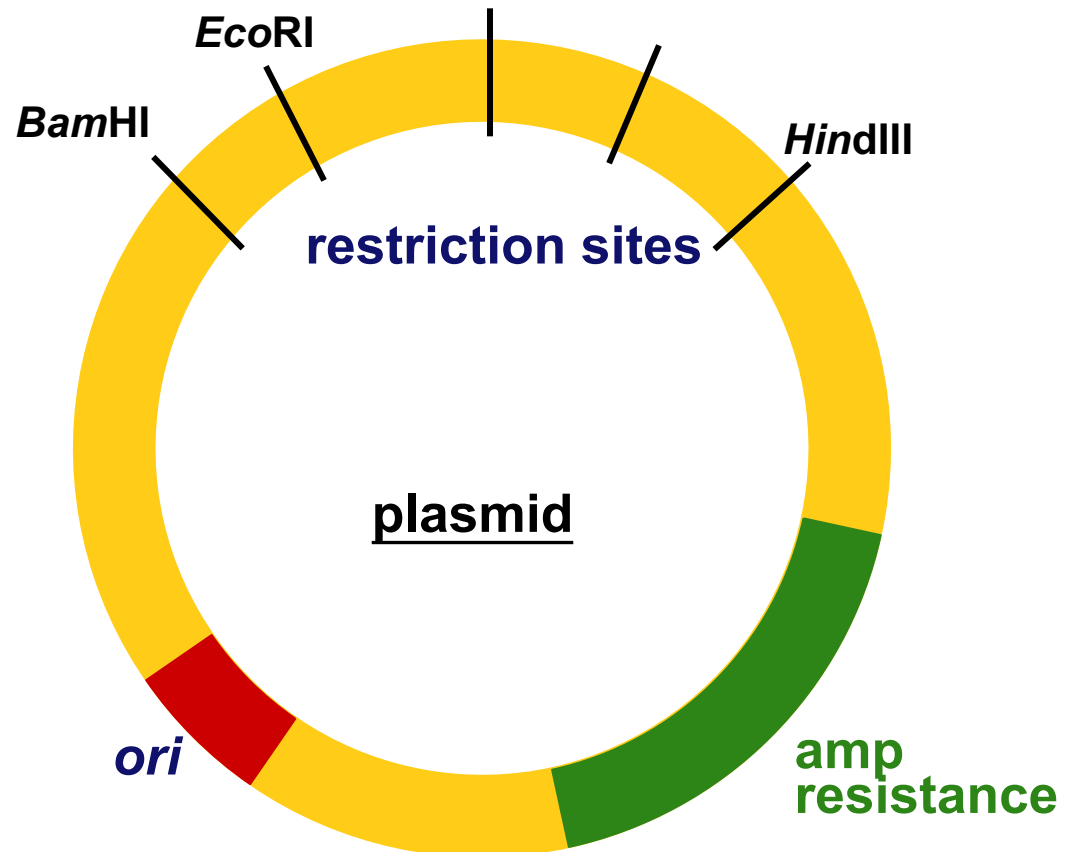 EcoRI
BamHI
HindIII
restriction sites
plasmid
ori
amp
resistance